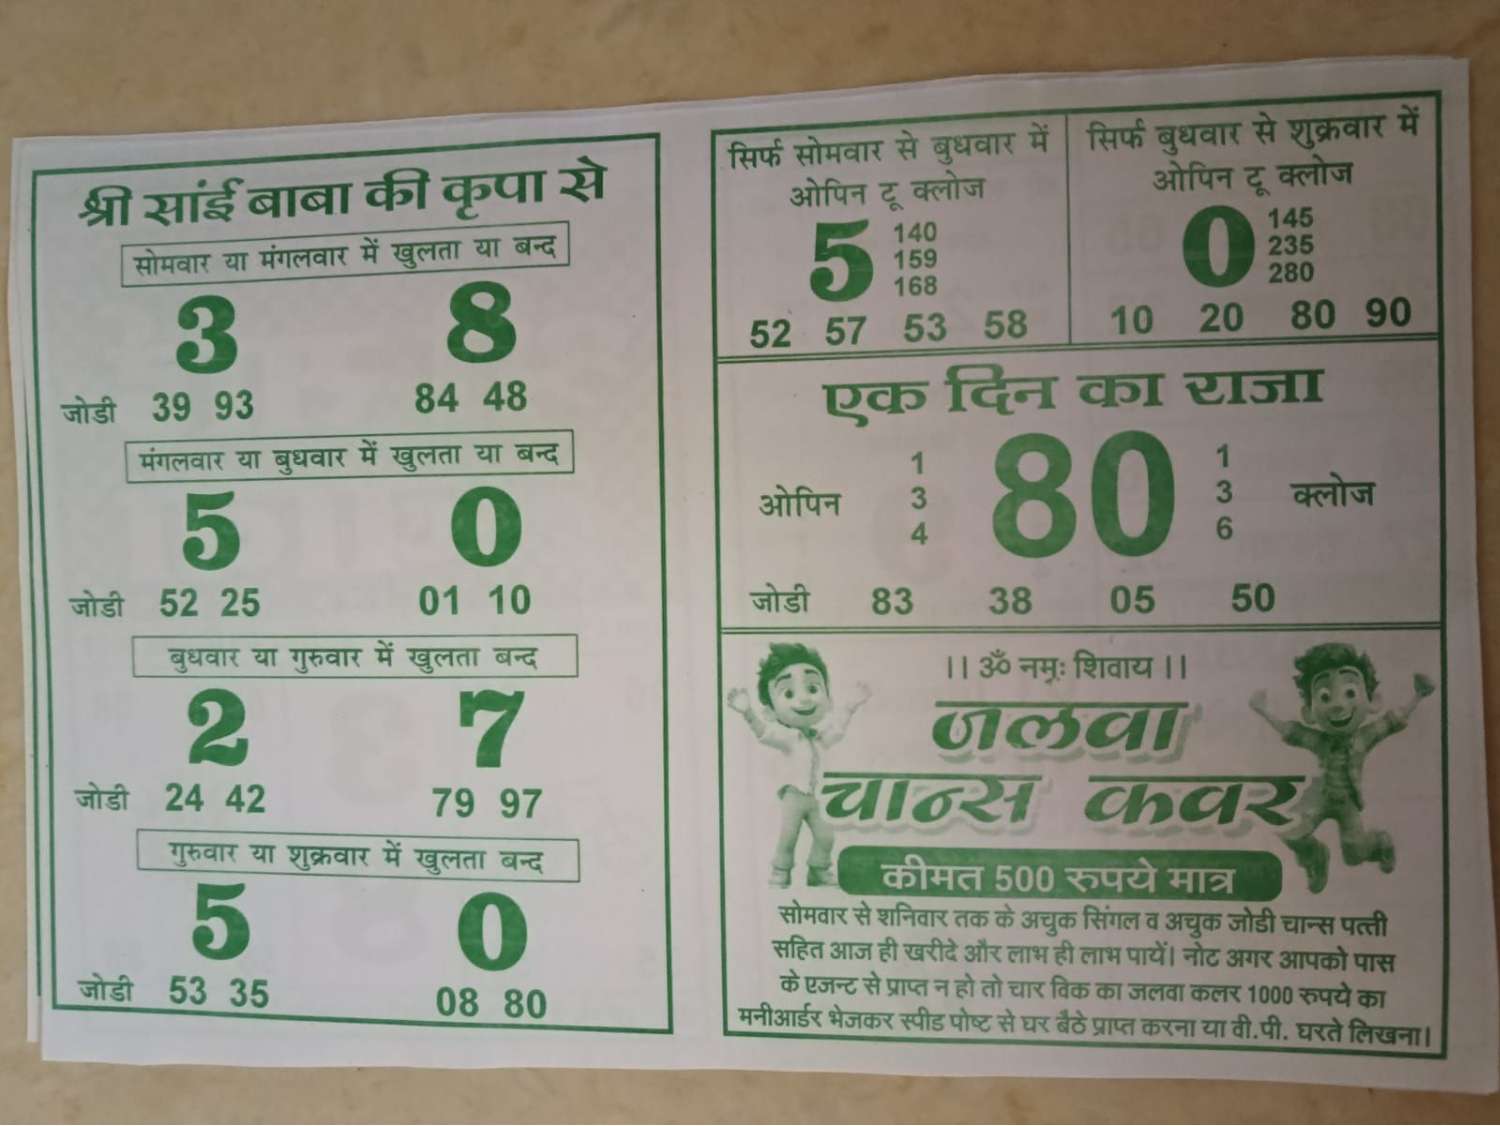 श्री सांई बाबा की कृपा से
सोमवार या मंगलवार में खुलता या बन्द
3 8
जोडी 39 93 84 48
मंगलवार या बुधवार में खुलता या बन्द
5 0
जोडी 52 25 01 10
बुधवार या गुरुवार में खुलता बन्द
2 7
जोडी 24 42 79 97
गुरुवार या शुक्रवार में खुलता बन्द
5 0
जोडी 53 35 08 80
सिर्फ सोमवार से बुधवार में
ओपिन टू क्लोज
5
140
159
168
52 57 53 58
सिर्फ बुधवार से शुक्रवार में
ओपिन टू क्लोज
0
145
235
280
10 20 80 90
एक दिन का राजा
ओपिन
1
3
4
80
1
3
6
क्लोज
जोडी 83 38 05 50
।। ॐ नमः शिवाय ।।
जलवा
चान्स कवर
कीमत 500 रुपये मात्र
सोमवार से शनिवार तक के अचुक सिंगल व अचुक जोडी चान्स पत्ती
सहित आज ही खरीदे और लाभ ही लाभ पायें। नोट अगर आपको पास
के एजन्ट से प्राप्त न हो तो चार विक का जलवा कलर 1000 रुपये का
मनीआर्डर भेजकर स्पीड पोष्ट से घर बैठे प्राप्त करना या वी.पी. घरते लिखना।